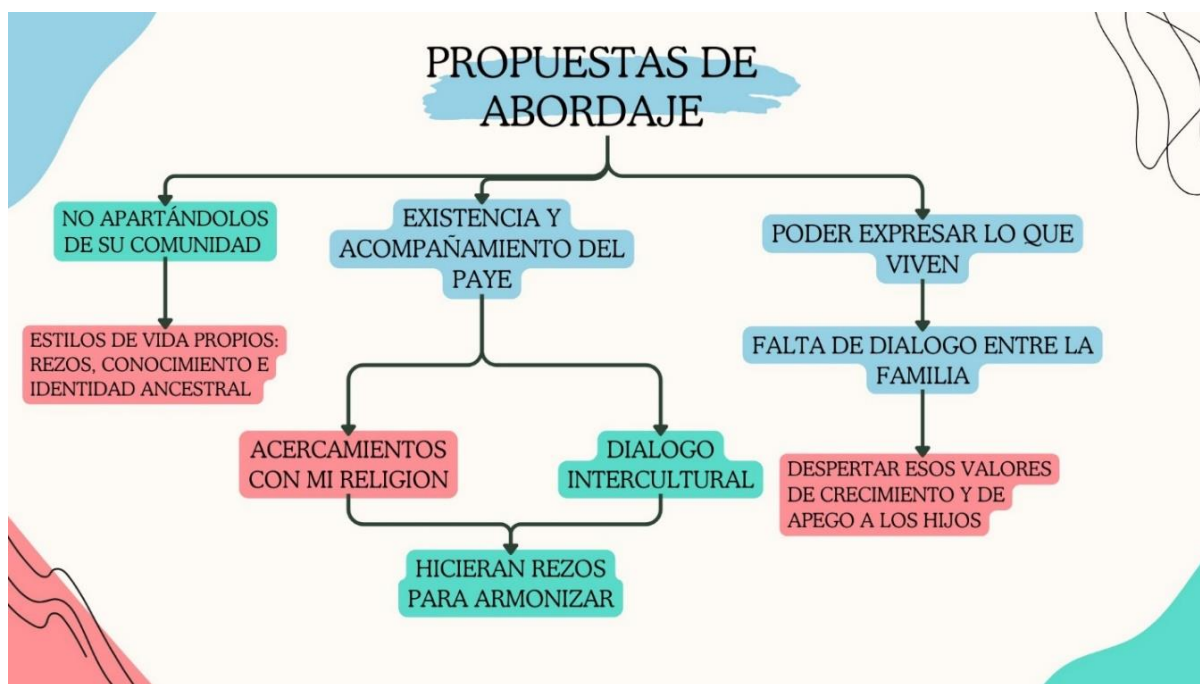 PROPUESTAS DE
ABORDAJE
NO APARTÁNDOLOS
DE SU COMUNIDAD
ESTILOS DE VIDA PROPIOS:
REZOS, CONOCIMIENTO E
IDENTIDAD ANCESTRAL
EXISTENCIA Y
ACOMPAÑAMIENTO DEL
PAYE
ACERCAMIENTOS
CON MI RELIGION
DIALOGO
INTERCULTURAL
HICIERAN REZOS
PARA ARMONIZAR
PODER EXPRESAR LO QUE
VIVEN
FALTA DE DIALOGO ENTRE LA
FAMILIA
DESPERTAR ESOS VALORES
DE CRECIMIENTO Y DE
APEGO A LOS HIJOS